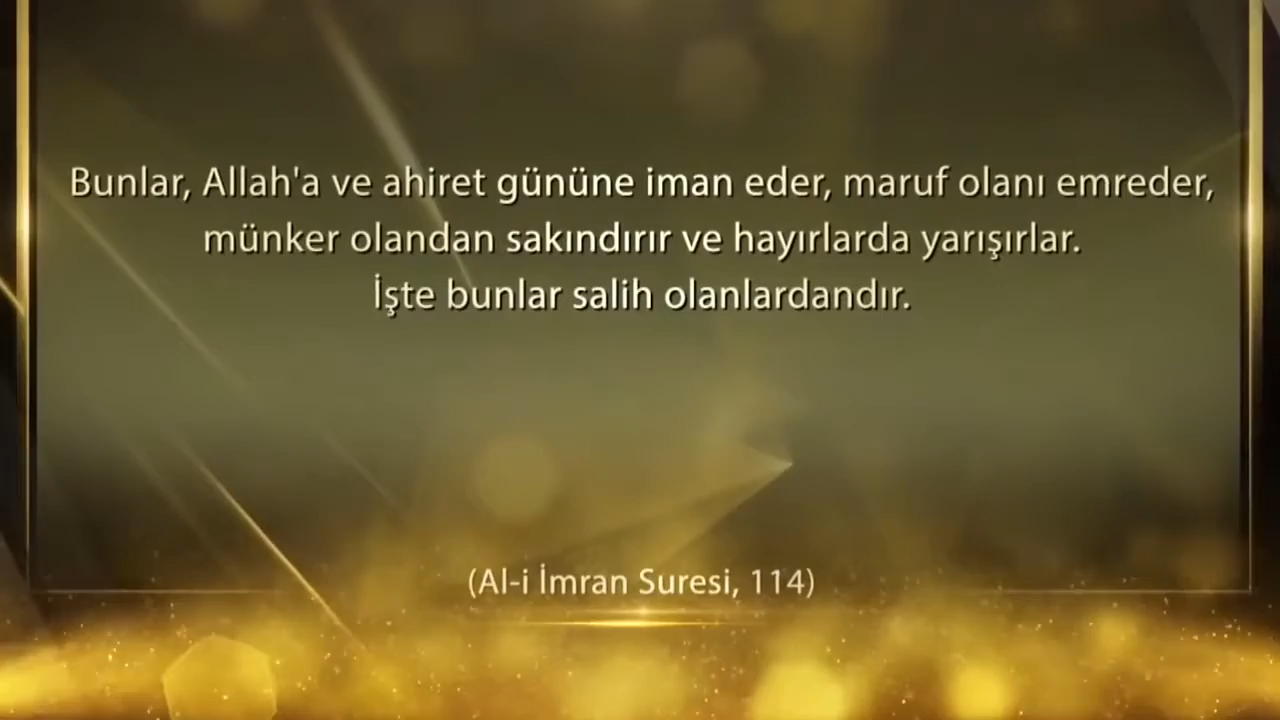 Bunlar, Allah'a ve ahiret gününe iman eder, maruf olanı emreder,
münker olandan sakındırır ve hayırlarda yarışırlar.
İşte bunlar salih olanlardandır.
(Al-i İmran Suresi, 114)